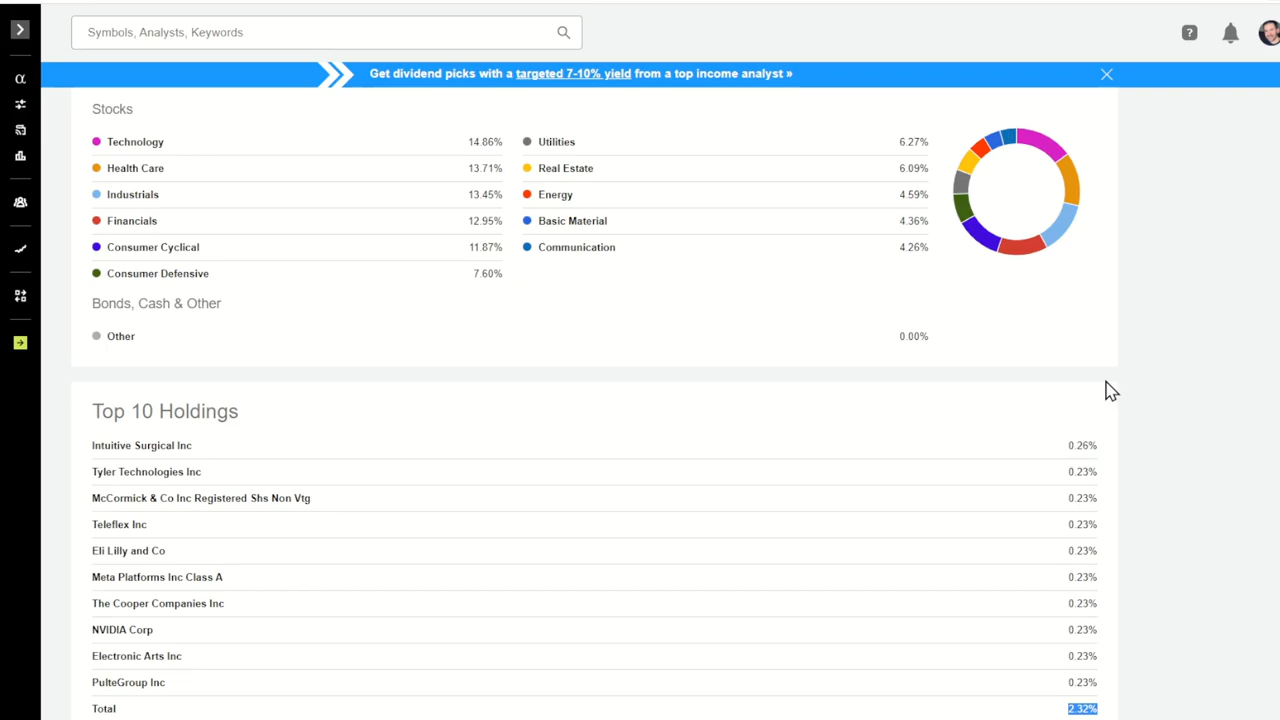 Symbols, Analysts, Keywords
?
Get dividend picks with a targeted 7-10% yield from a top income analyst »
α
Stocks
Technology 14.86%
Health Care 13.71%
Industrials 13.45%
Financials 12.95%
Consumer Cyclical 11.87%
Consumer Defensive 7.60%
Utilities 6.27%
Real Estate 6.09%
Energy 4.59%
Basic Material 4.36%
Communication 4.26%
Bonds, Cash & Other
Other 0.00%
Top 10 Holdings
Intuitive Surgical Inc 0.26%
Tyler Technologies Inc 0.23%
McCormick & Co Inc Registered Shs Non Vtg 0.23%
Teleflex Inc 0.23%
Eli Lilly and Co 0.23%
Meta Platforms Inc Class A 0.23%
The Cooper Companies Inc 0.23%
NVIDIA Corp 0.23%
Electronic Arts Inc 0.23%
PulteGroup Inc 0.23%
Total 2.32%